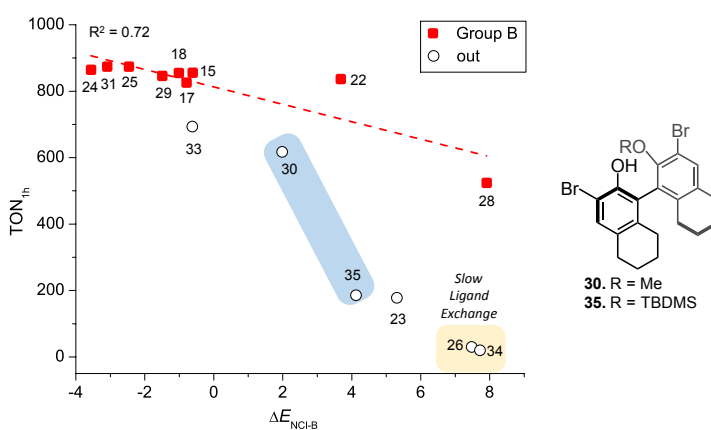 R² = 0.72
Group B
out
TON1h
1000
800
600
400
200
0
24
31
25
29
18
17
15
22
28
33
30
35
23
26
34
Slow
Ligand
Exchange
-4
-2
0
2
4
6
8
ΔE NCI-B
Br
RO
OH
Br
30. R = Me
35. R = TBDMS